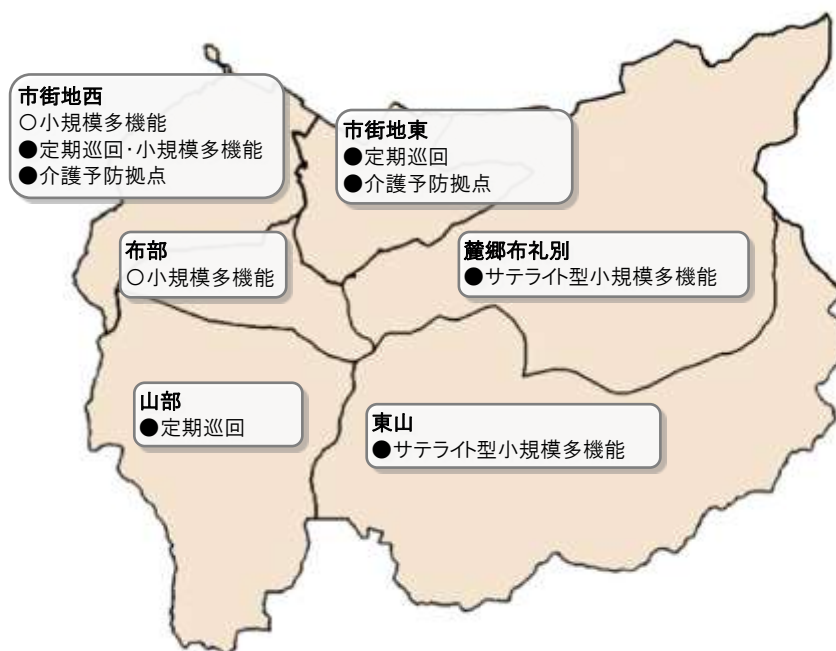 市街地西
○小規模多機能
●定期巡回・小規模多機能
●介護予防拠点
市街地東
●定期巡回
●介護予防拠点
布部
○小規模多機能
麓郷布礼別
●サテライト型小規模多機能
山部
●定期巡回
東山
●サテライト型小規模多機能